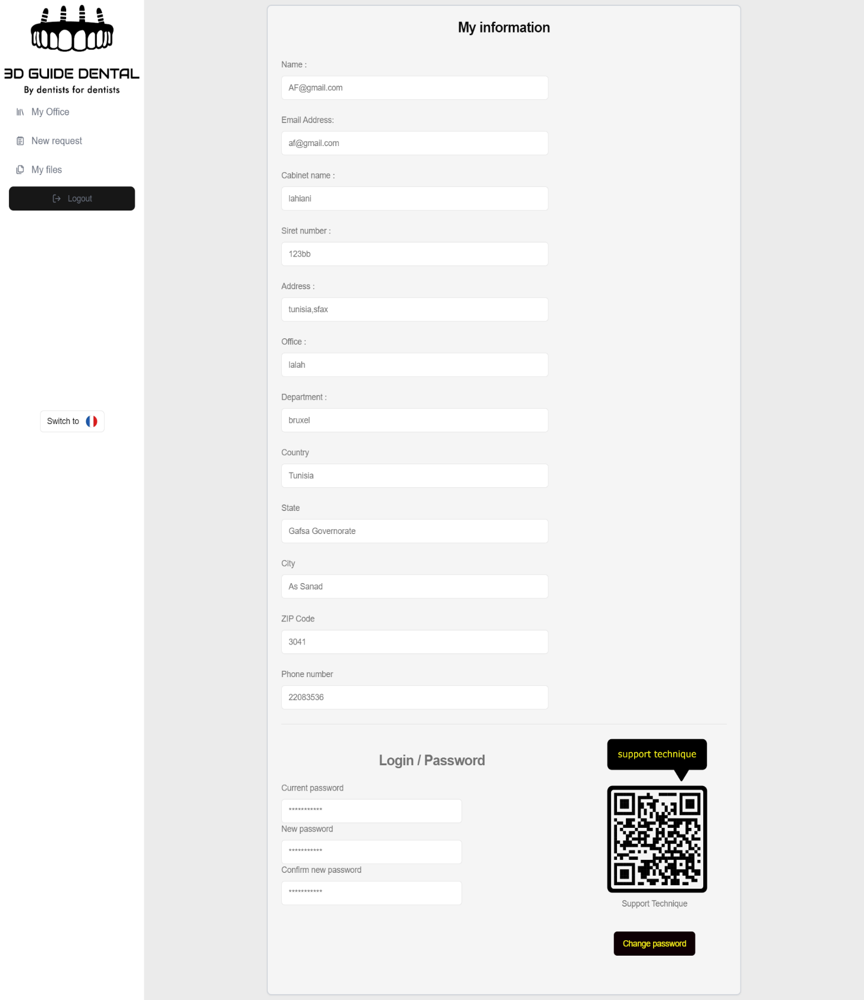 3D GUIDE DENTAL
By dentists for dentists
My Office
New request
My files
Logout
Switch to
My information
Name :
AF@gmail.com
Email Address:
af@gmail.com
Cabinet name :
lahiani
Siret number :
123bb
Address :
tunisia,sfax
Office :
lalah
Department :
bruxel
Country
Tunisia
State
Gafsa Governorate
City
As Sanad
ZIP Code
3041
Phone number
22083536
Login / Password
Current password
***********
New password
***********
Confirm new password
***********
support technique
Support Technique
Change password